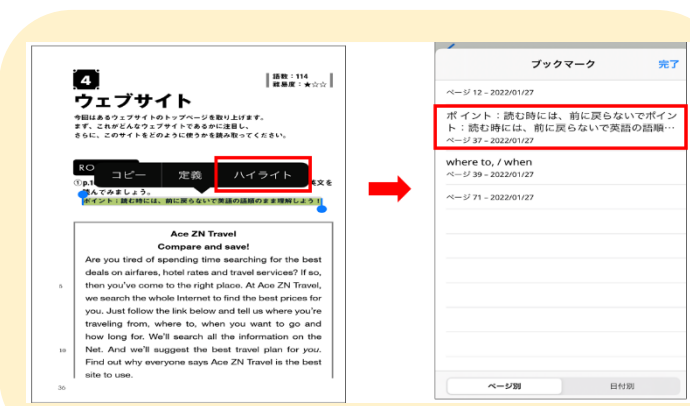 4
語数：114
難易度：★☆☆
ウェブサイト
今回はあるウェブサイトのトップページを取り上げます。
まず、これがどんなウェブサイトであるかに注目し、
さらに、このサイトをどのように使うかを読み取ってください。
RO
コピー 定義 ハイライト
①p.1
英文を
読んでみましょう。
ポイント：読む時には、前に戻らないで英語の語順のまま理解しよう！
Ace ZN Travel
Compare and save!
Are you tired of spending time searching for the best
deals on airfares, hotel rates and travel services? If so,
5 then you've come to the right place. At Ace ZN Travel,
we search the whole Internet to find the best prices for
you. Just follow the link below and tell us where you're
traveling from, where to, when you want to go and
how long for. We'll search all the information on the
10 Net. And we'll suggest the best travel plan for you.
Find out why everyone says Ace ZN Travel is the best
site to use.
36
ブックマーク 完了
ページ 12 – 2022/01/27
ポイント：読む時には、前に戻らないでポイン
ト：読む時には、前に戻らないで英語の語順…
ページ 37 – 2022/01/27
where to, / when
ページ 39 – 2022/01/27
ページ 71 – 2022/01/27
ページ別 日付別